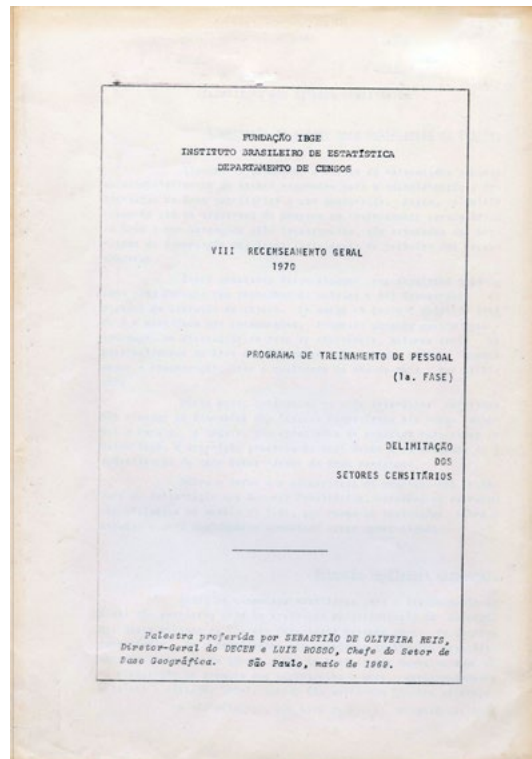 FUNDAÇÃO IBGE
INSTITUTO BRASILEIRO DE ESTATÍSTICA
DEPARTAMENTO DE CENSOS
VIII RECENSEAMENTO GERAL
1970
PROGRAMA DE TREINAMENTO DE PESSOAL
(1a. FASE)
DELIMITAÇÃO
DOS
SETORES CENSITÁRIOS
Palestra proferida por SEBASTIÃO DE OLIVEIRA REIS,
Diretor-Geral do DECEN e LUIZ ROSSO, Chefe do Setor de
Base Geográfica. São Paulo, maio de 1969.